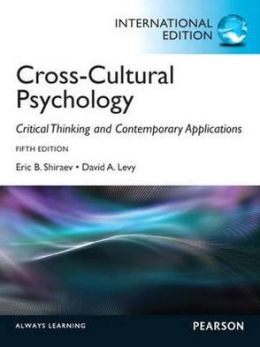 INTERNATIONAL
EDITION
Cross-Cultural
Psychology
Critical Thinking and Contemporary Applications
FIFTH EDITION
Eric B. Shiraev • David A. Levy
ALWAYS LEARNING
PEARSON